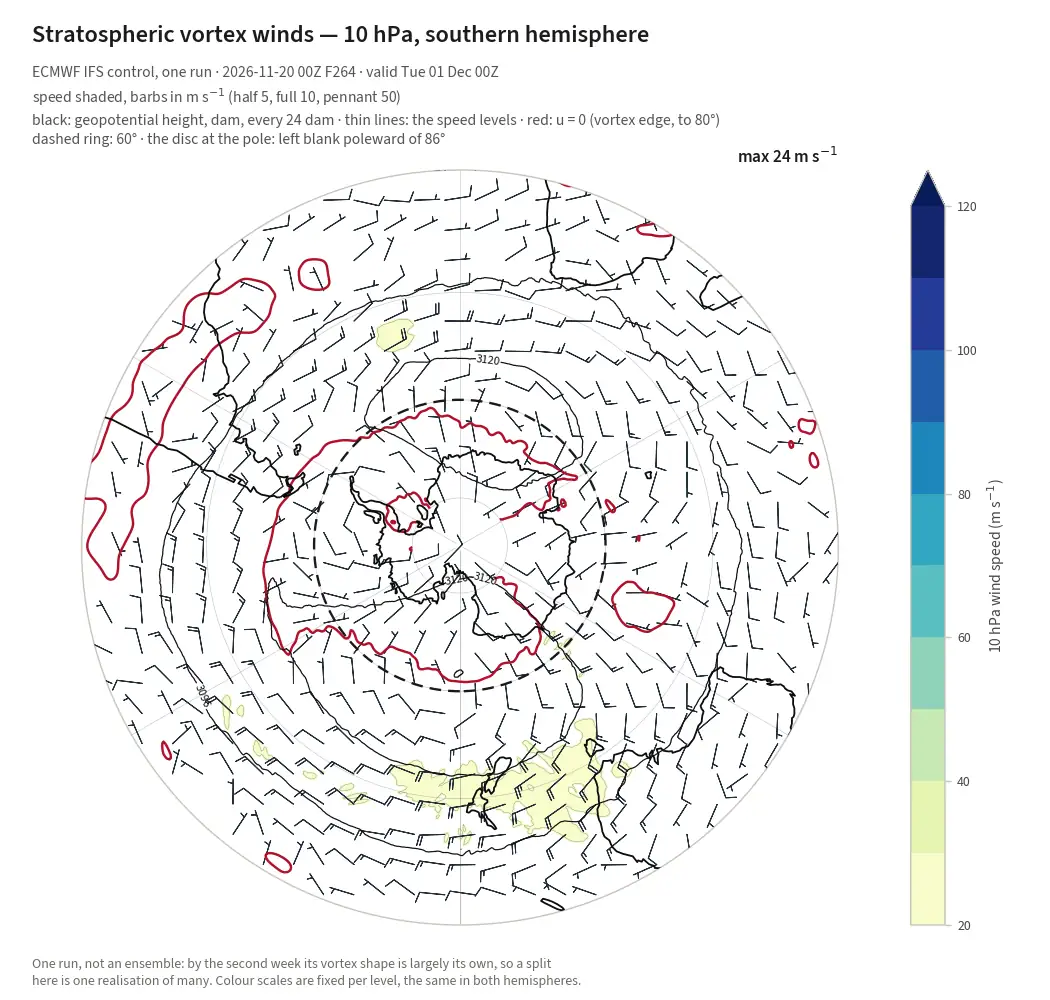 Stratospheric vortex winds — 10 hPa, southern hemisphere
ECMWF IFS control, one run · 2026-11-20 00Z F264 · valid Tue 01 Dec 00Z
speed shaded, barbs in m s⁻¹ (half 5, full 10, pennant 50)
black: geopotential height, dam, every 24 dam · thin lines: the speed levels · red: u = 0 (vortex edge, to 80°)
dashed ring: 60° · the disc at the pole: left blank poleward of 86°
max 24 m s⁻¹
120
100
80
60
40
20
10 hPa wind speed (m s⁻¹)
3120
3120
3096
0
One run, not an ensemble: by the second week its vortex shape is largely its own, so a split
here is one realisation of many. Colour scales are fixed per level, the same in both hemispheres.